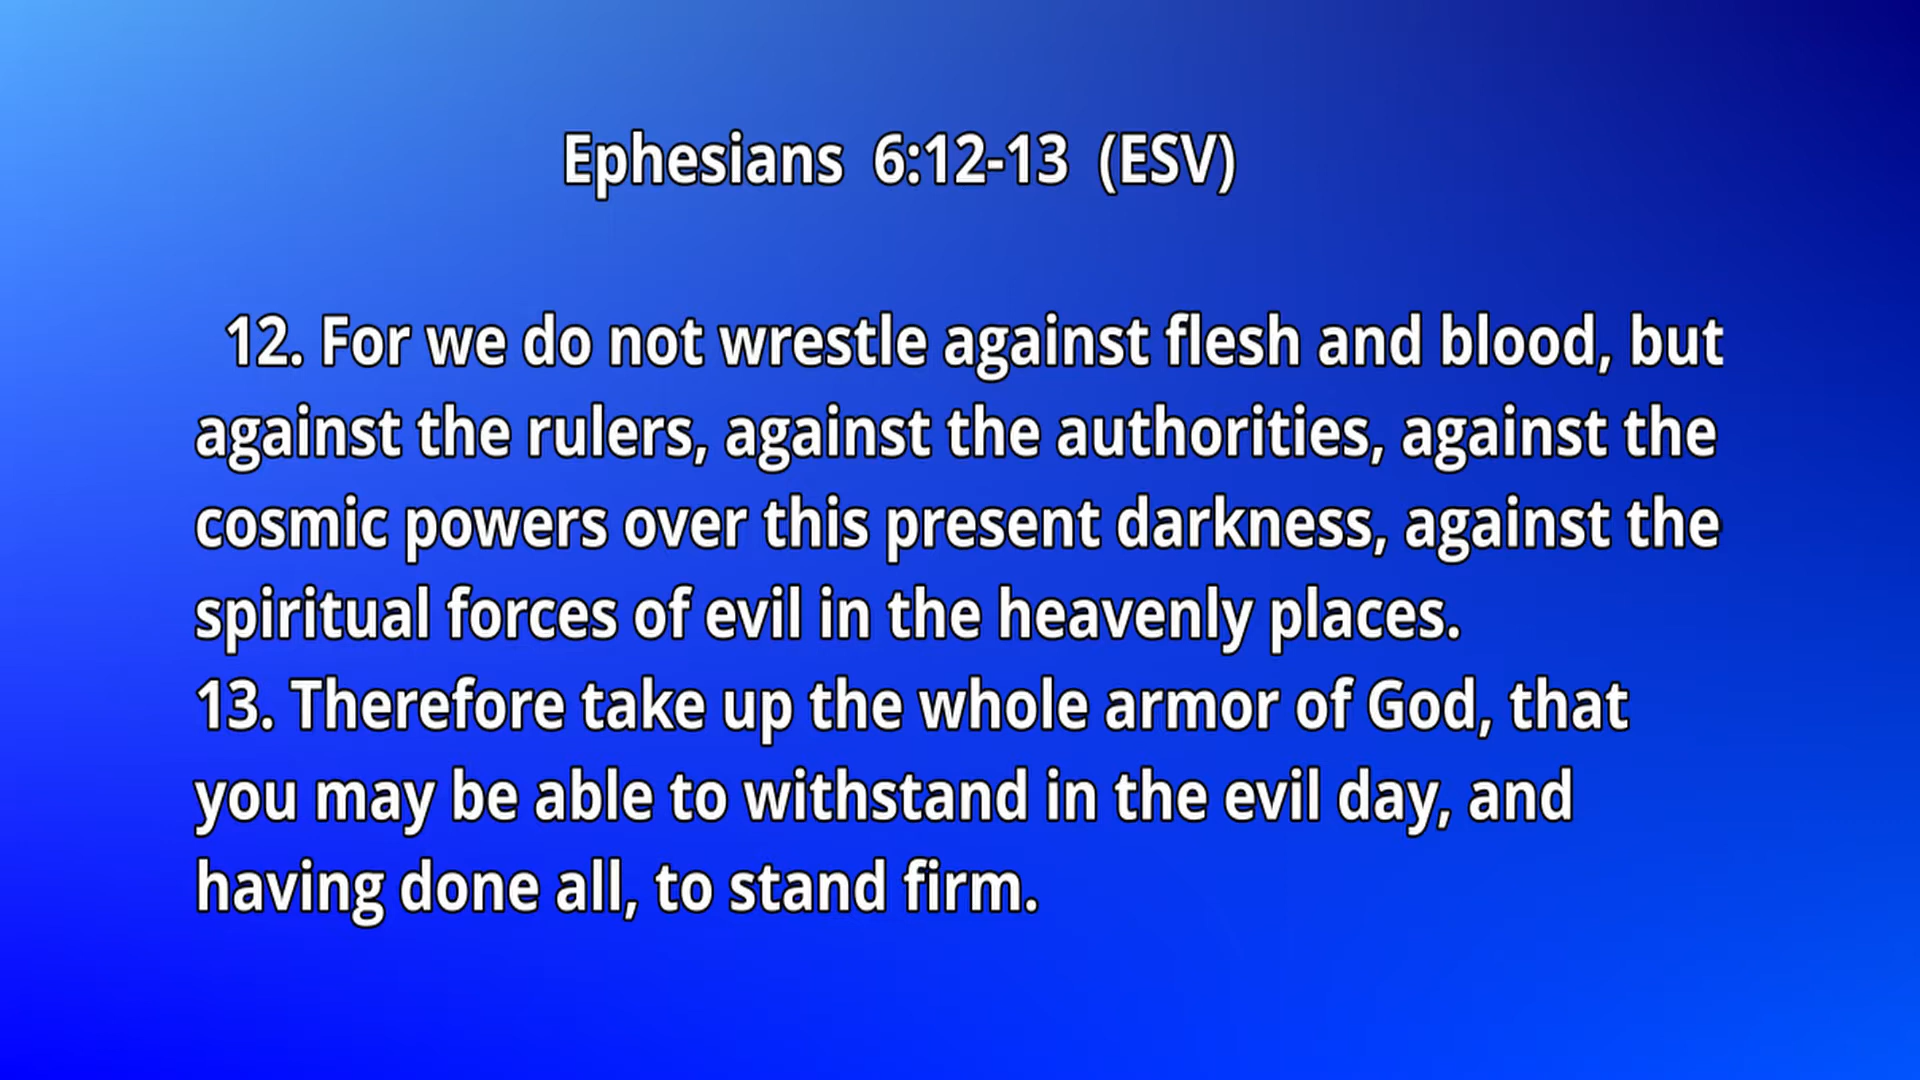 Ephesians 6:12-13 (ESV)
12. For we do not wrestle against flesh and blood, but
against the rulers, against the authorities, against the
cosmic powers over this present darkness, against the
spiritual forces of evil in the heavenly places.
13. Therefore take up the whole armor of God, that
you may be able to withstand in the evil day, and
having done all, to stand firm.